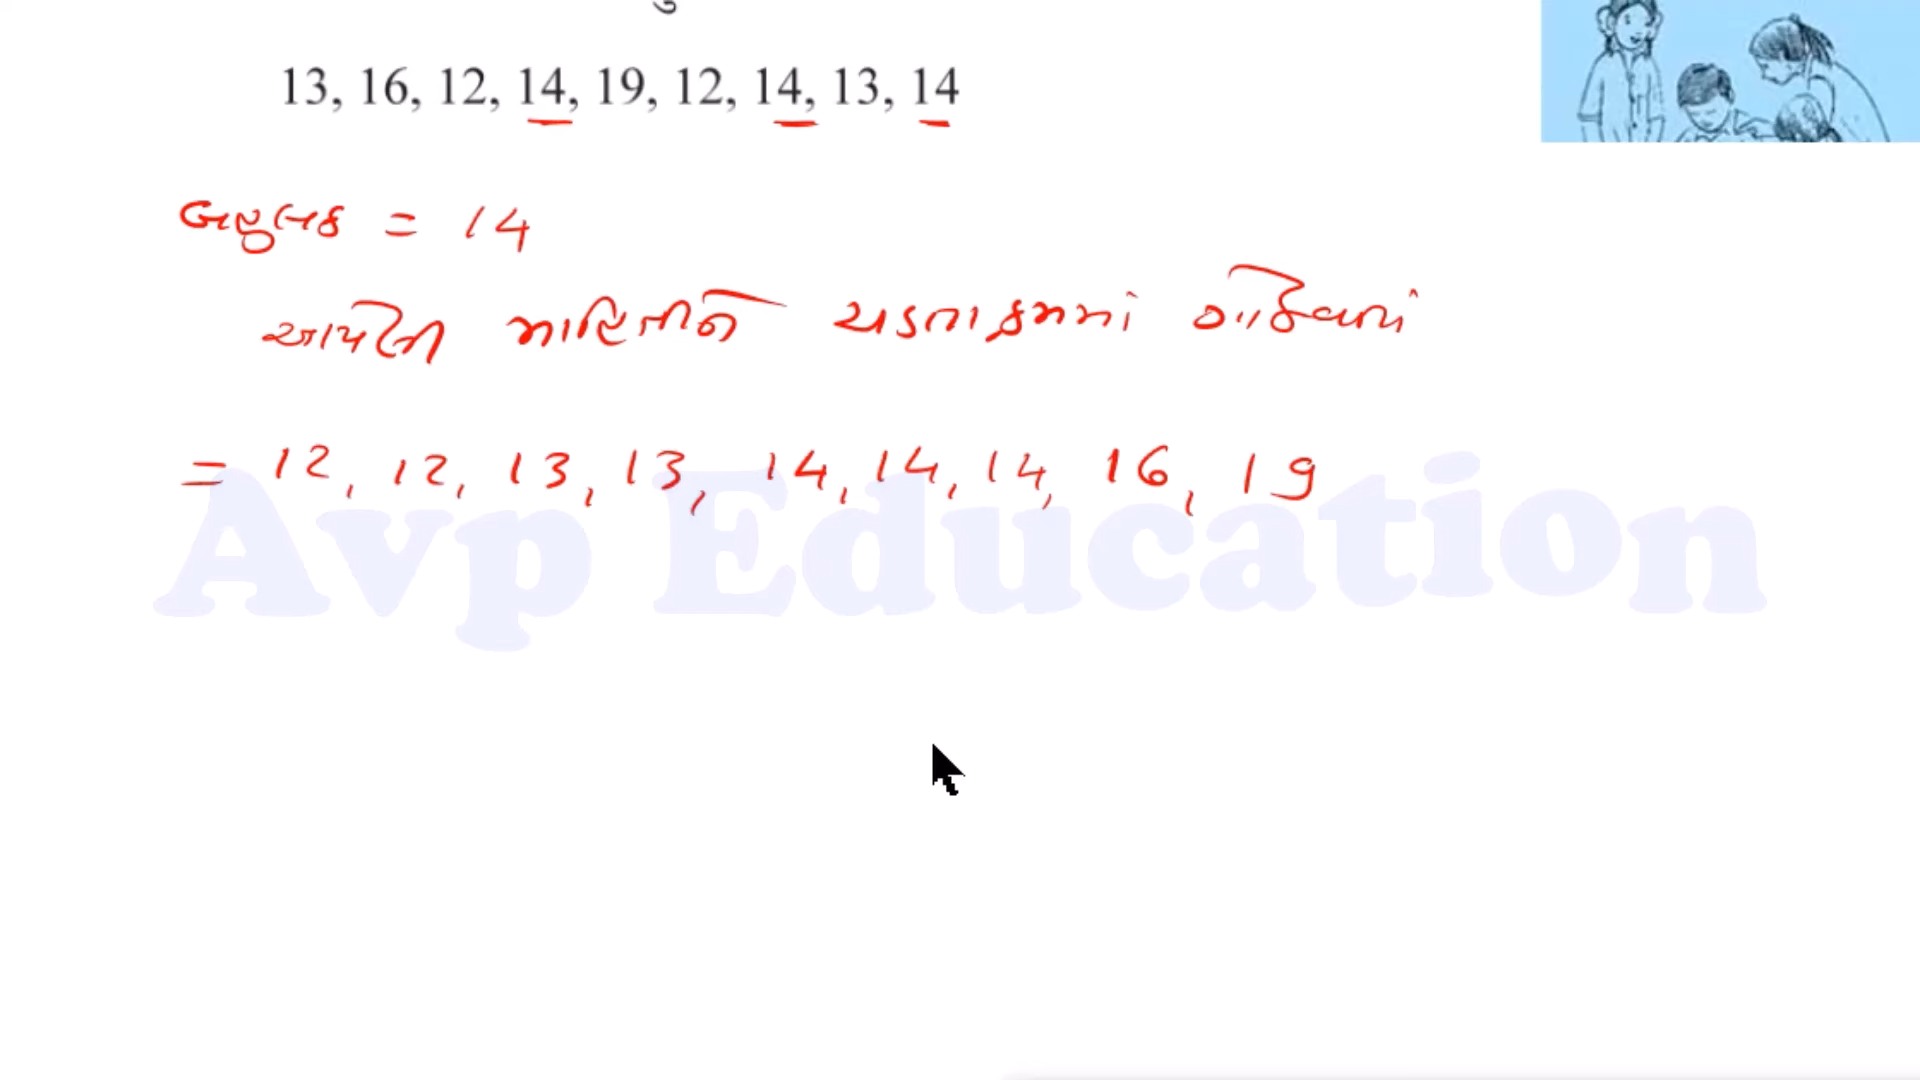 13, 16, 12, 14, 19, 12, 14, 13, 14
બહુલક = 14
આપેલી માહિતીને ચડતાક્રમમાં ગોઠવતાં
= 12, 12, 13, 13, 14, 14, 14, 16, 19
Avp Education